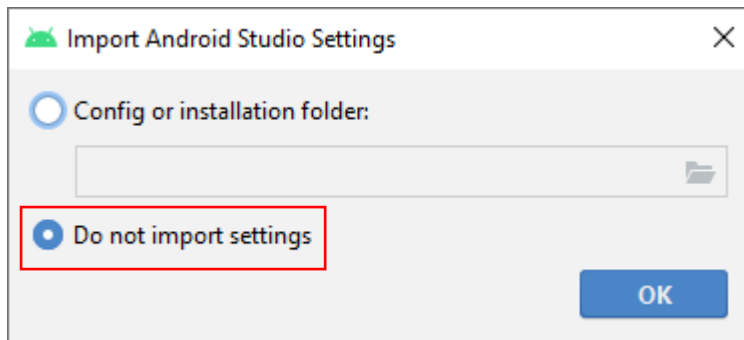 Import Android Studio Settings
Config or installation folder:
Do not import settings
OK